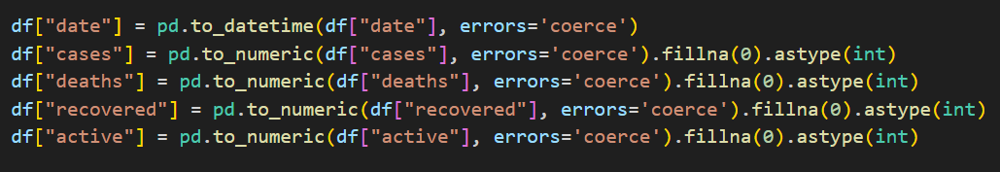 df["date"] = pd.to_datetime(df["date"], errors='coerce')
df["cases"] = pd.to_numeric(df["cases"], errors='coerce').fillna(0).astype(int)
df["deaths"] = pd.to_numeric(df["deaths"], errors='coerce').fillna(0).astype(int)
df["recovered"] = pd.to_numeric(df["recovered"], errors='coerce').fillna(0).astype(int)
df["active"] = pd.to_numeric(df["active"], errors='coerce').fillna(0).astype(int)